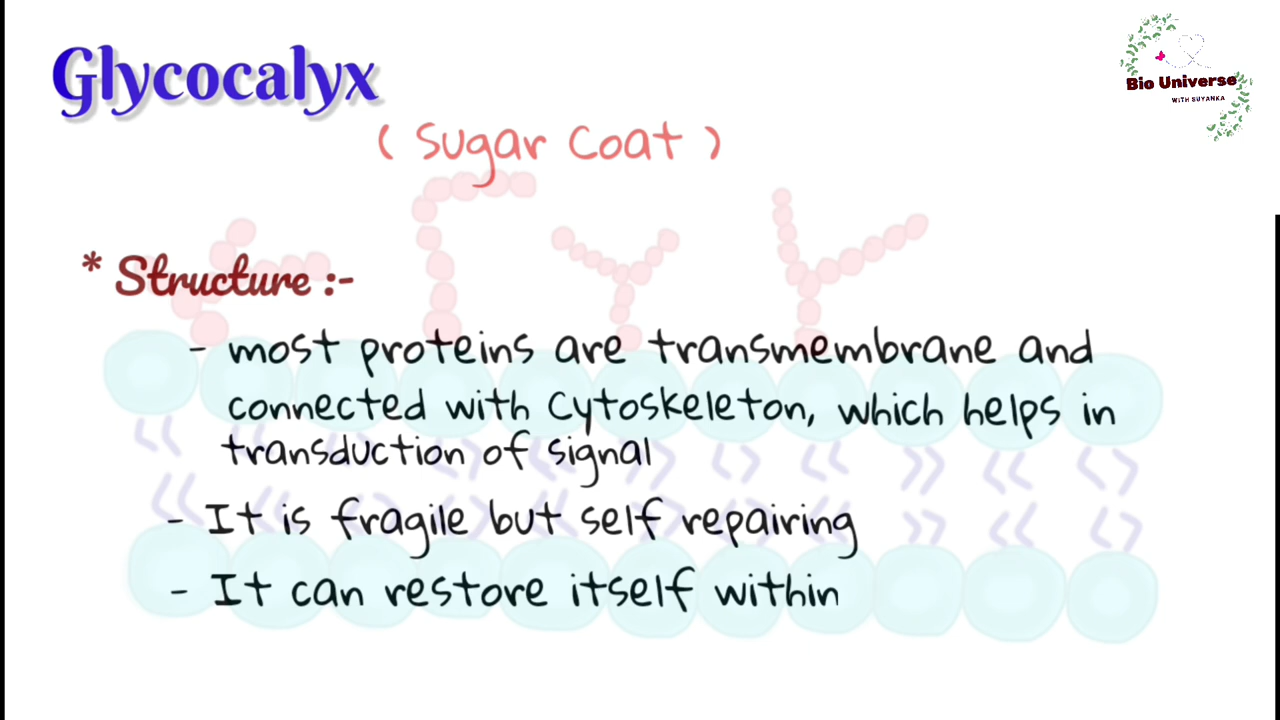 Glycocalyx
Bio Universe
WITH SUYANKA
( Sugar Coat )
* Structure :-
- most proteins are transmembrane and
connected with Cytoskeleton, which helps in
transduction of signal
- It is fragile but self repairing
- It can restore itself within